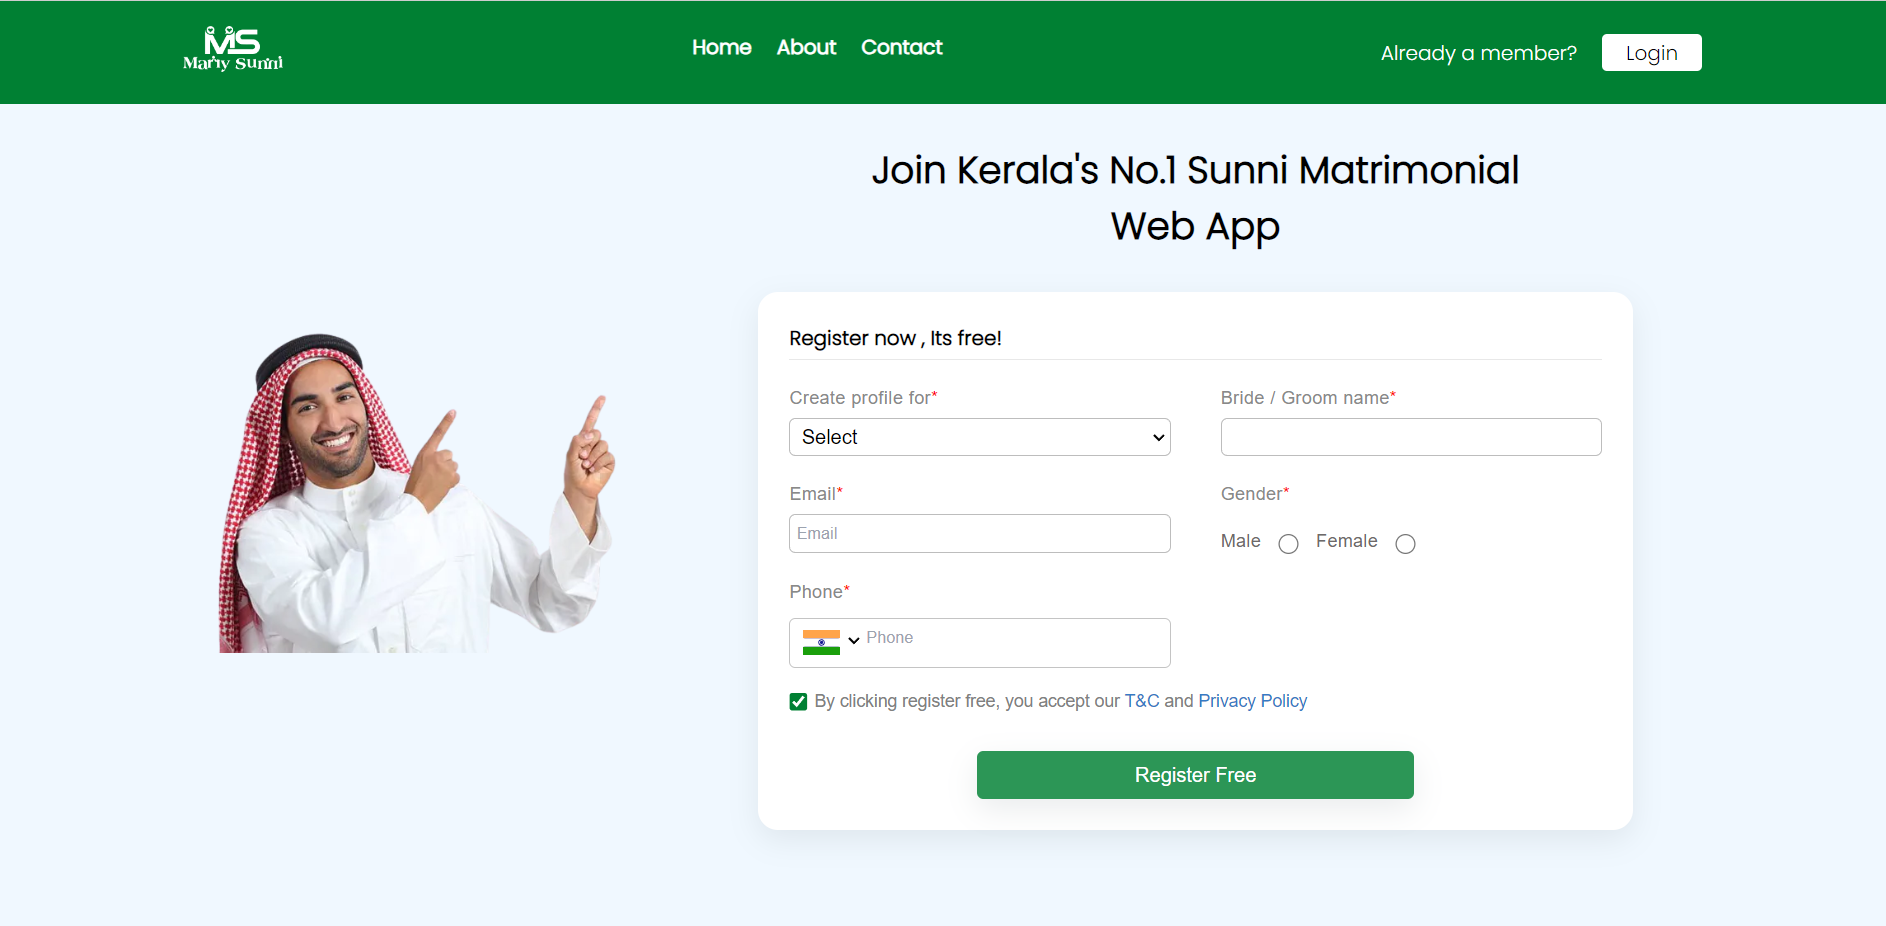 MS
Marry Sunni
Home About Contact
Already a member? Login
Join Kerala's No.1 Sunni Matrimonial
Web App
Register now , Its free!
Create profile for* Bride / Groom name*
Select
Email* Gender*
Email
Male Female
Phone*
Phone
By clicking register free, you accept our T&C and Privacy Policy
Register Free